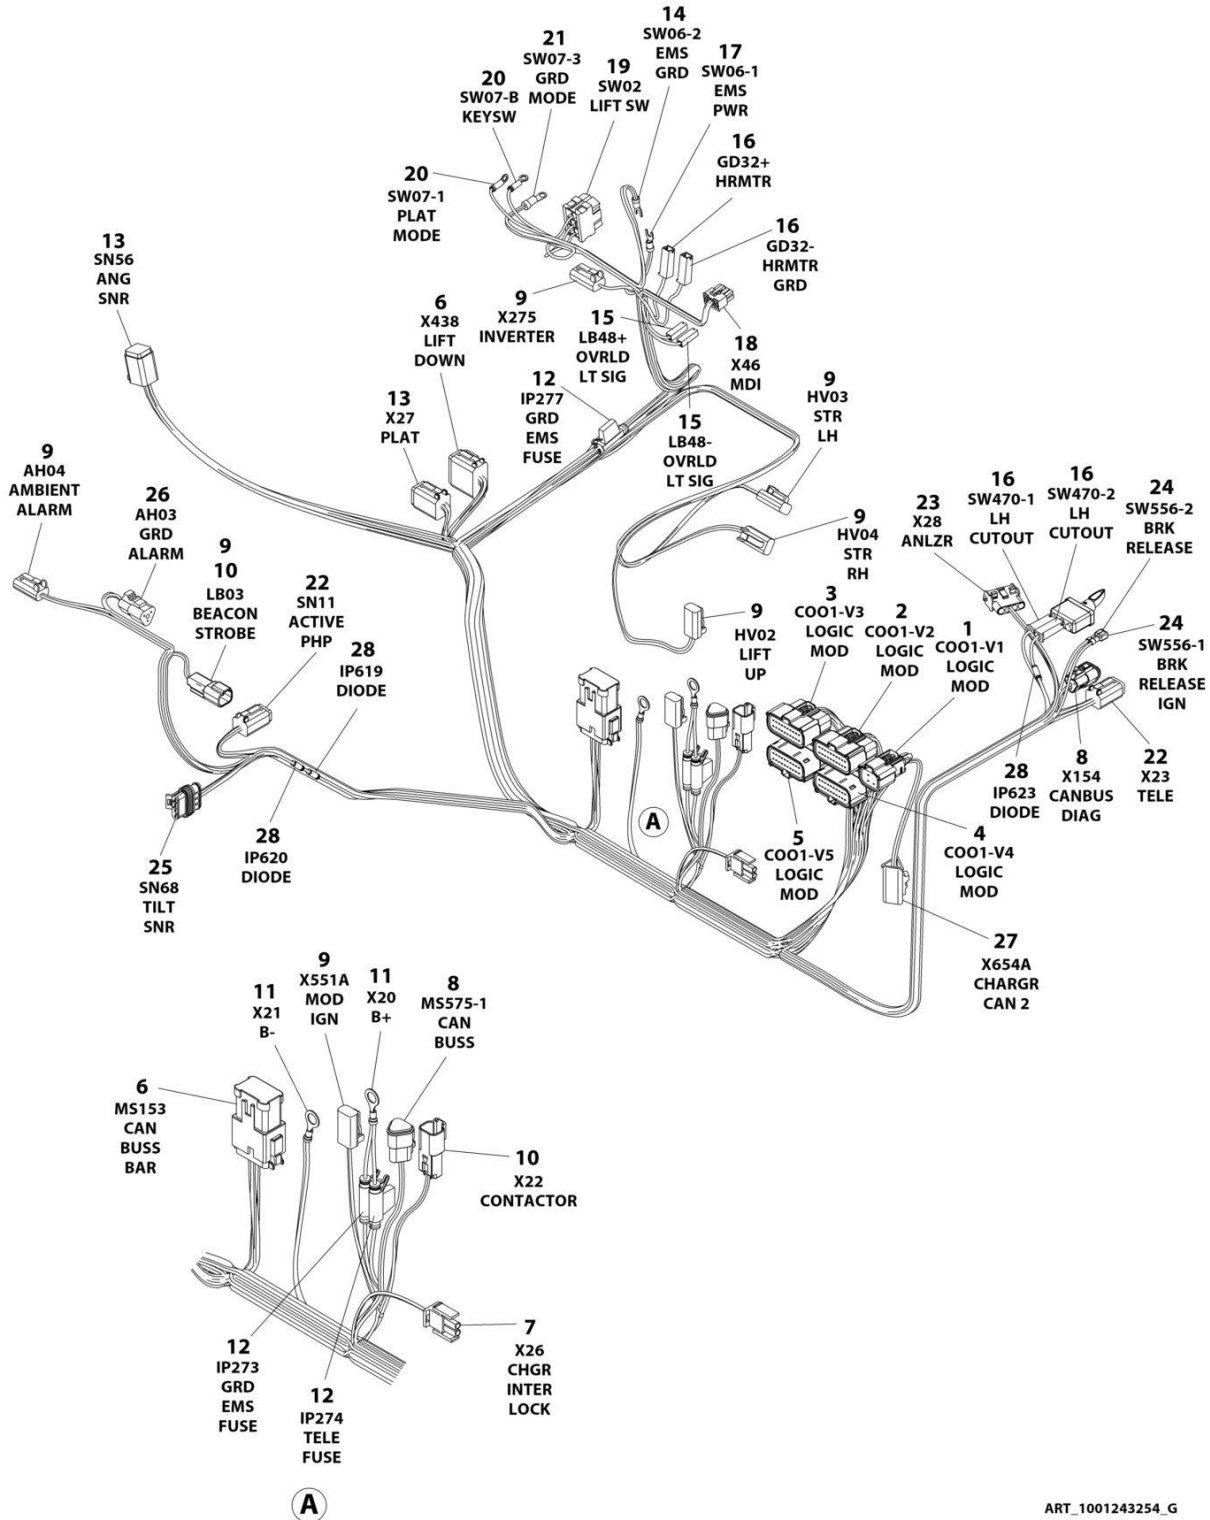 14
SW06-2
EMS
GRD
21
SW07-3
GRD
MODE
17
SW06-1
EMS
PWR
19
SW02
LIFT SW
20
SW07-B
KEYSW
16
GD32+
HRMTR
20
SW07-1
PLAT
MODE
16
GD32-
HRMTR
GRD
13
SN56
ANG
SNR
9
X275
INVERTER
6
X438
LIFT
DOWN
15
LB48+
OVRLD
LT SIG
18
X46
MDI
9
HV03
STR
LH
12
IP277
GRD
EMS
FUSE
13
X27
PLAT
15
LB48-
OVRLD
LT SIG
9
AH04
AMBIENT
ALARM
26
AH03
GRD
ALARM
9
10
LB03
BEACON
STROBE
22
SN11
ACTIVE
PHP
28
IP619
DIODE
9
HV04
STR
RH
9
HV02
LIFT
UP
3
COO1-V3
LOGIC
MOD
2
COO1-V2
LOGIC
MOD
1
COO1-V1
LOGIC
MOD
23
X28
ANLZR
16
SW470-1
LH
CUTOUT
16
SW470-2
LH
CUTOUT
24
SW556-2
BRK
RELEASE
24
SW556-1
BRK
RELEASE
IGN
22
X23
TELE
8
X154
CANBUS
DIAG
28
IP623
DIODE
A
25
SN68
TILT
SNR
28
IP620
DIODE
5
COO1-V5
LOGIC
MOD
4
COO1-V4
LOGIC
MOD
27
X654A
CHARGR
CAN 2
11
X21
B-
9
X551A
MOD
IGN
11
X20
B+
8
MS575-1
CAN
BUSS
6
MS153
CAN
BUSS
BAR
10
X22
CONTACTOR
12
IP273
GRD
EMS
FUSE
12
IP274
TELE
FUSE
7
X26
CHGR
INTER
LOCK
A
ART_1001243254_G